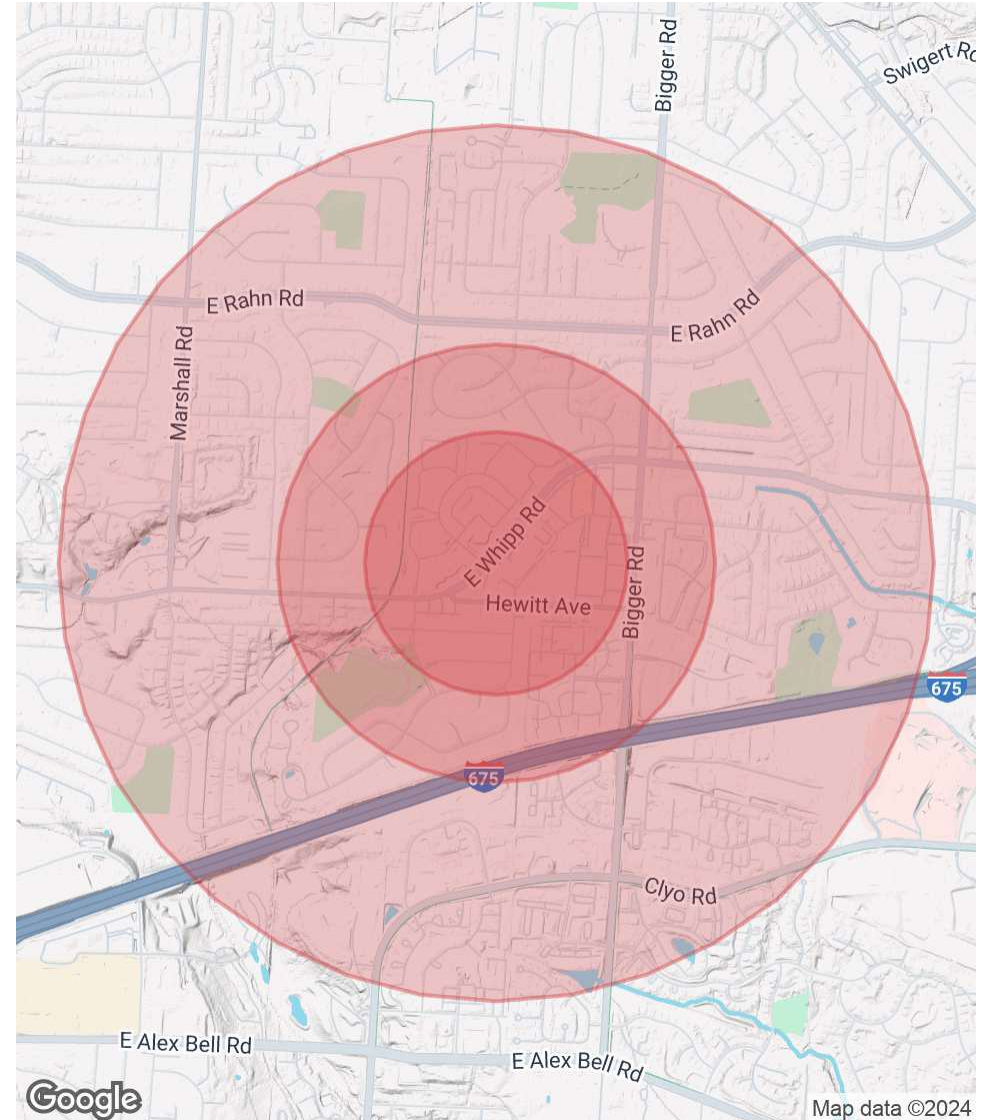 Bigger Rd
Swigert Rd
E Rahn Rd
E Rahn Rd
Marshall Rd
E Whipp Rd
Hewitt Ave
Bigger Rd
675
675
Clyo Rd
E Alex Bell Rd
E Alex Bell Rd
Google
Map data ©2024